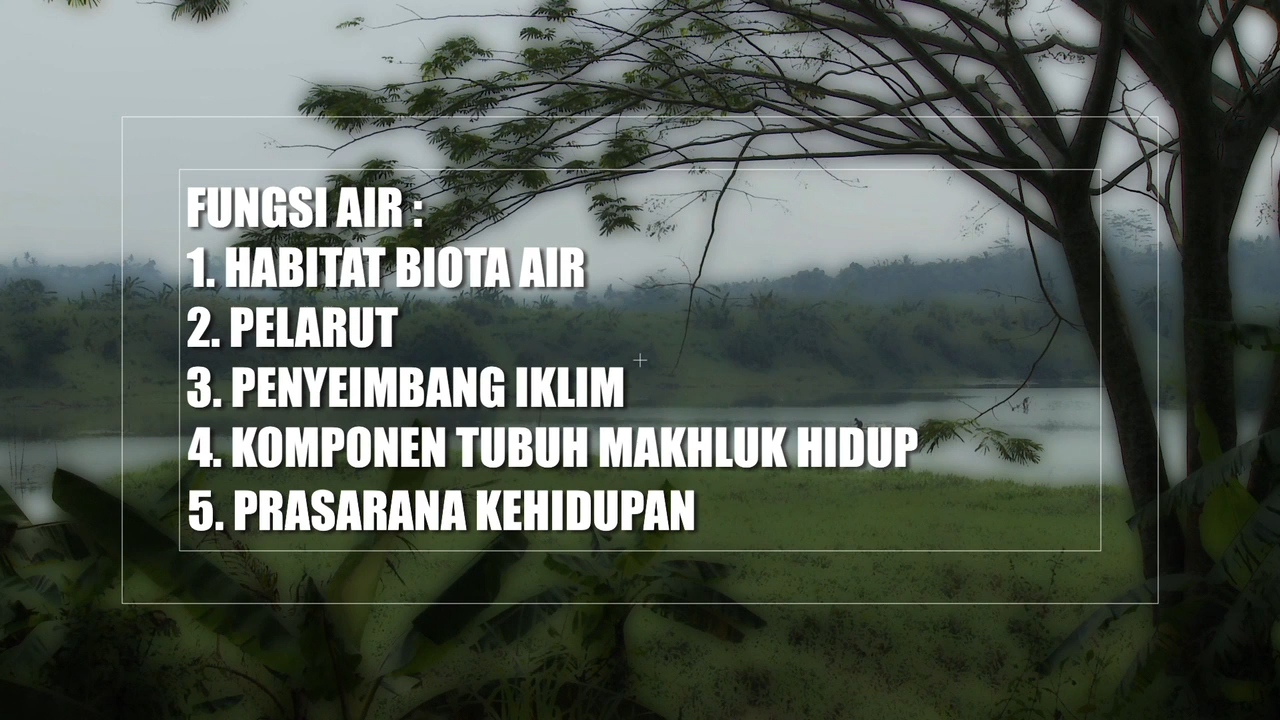 FUNGSI AIR :
1. HABITAT BIOTA AIR
2. PELARUT
3. PENYEIMBANG IKLIM
4. KOMPONEN TUBUH MAKHLUK HIDUP
5. PRASARANA KEHIDUPAN